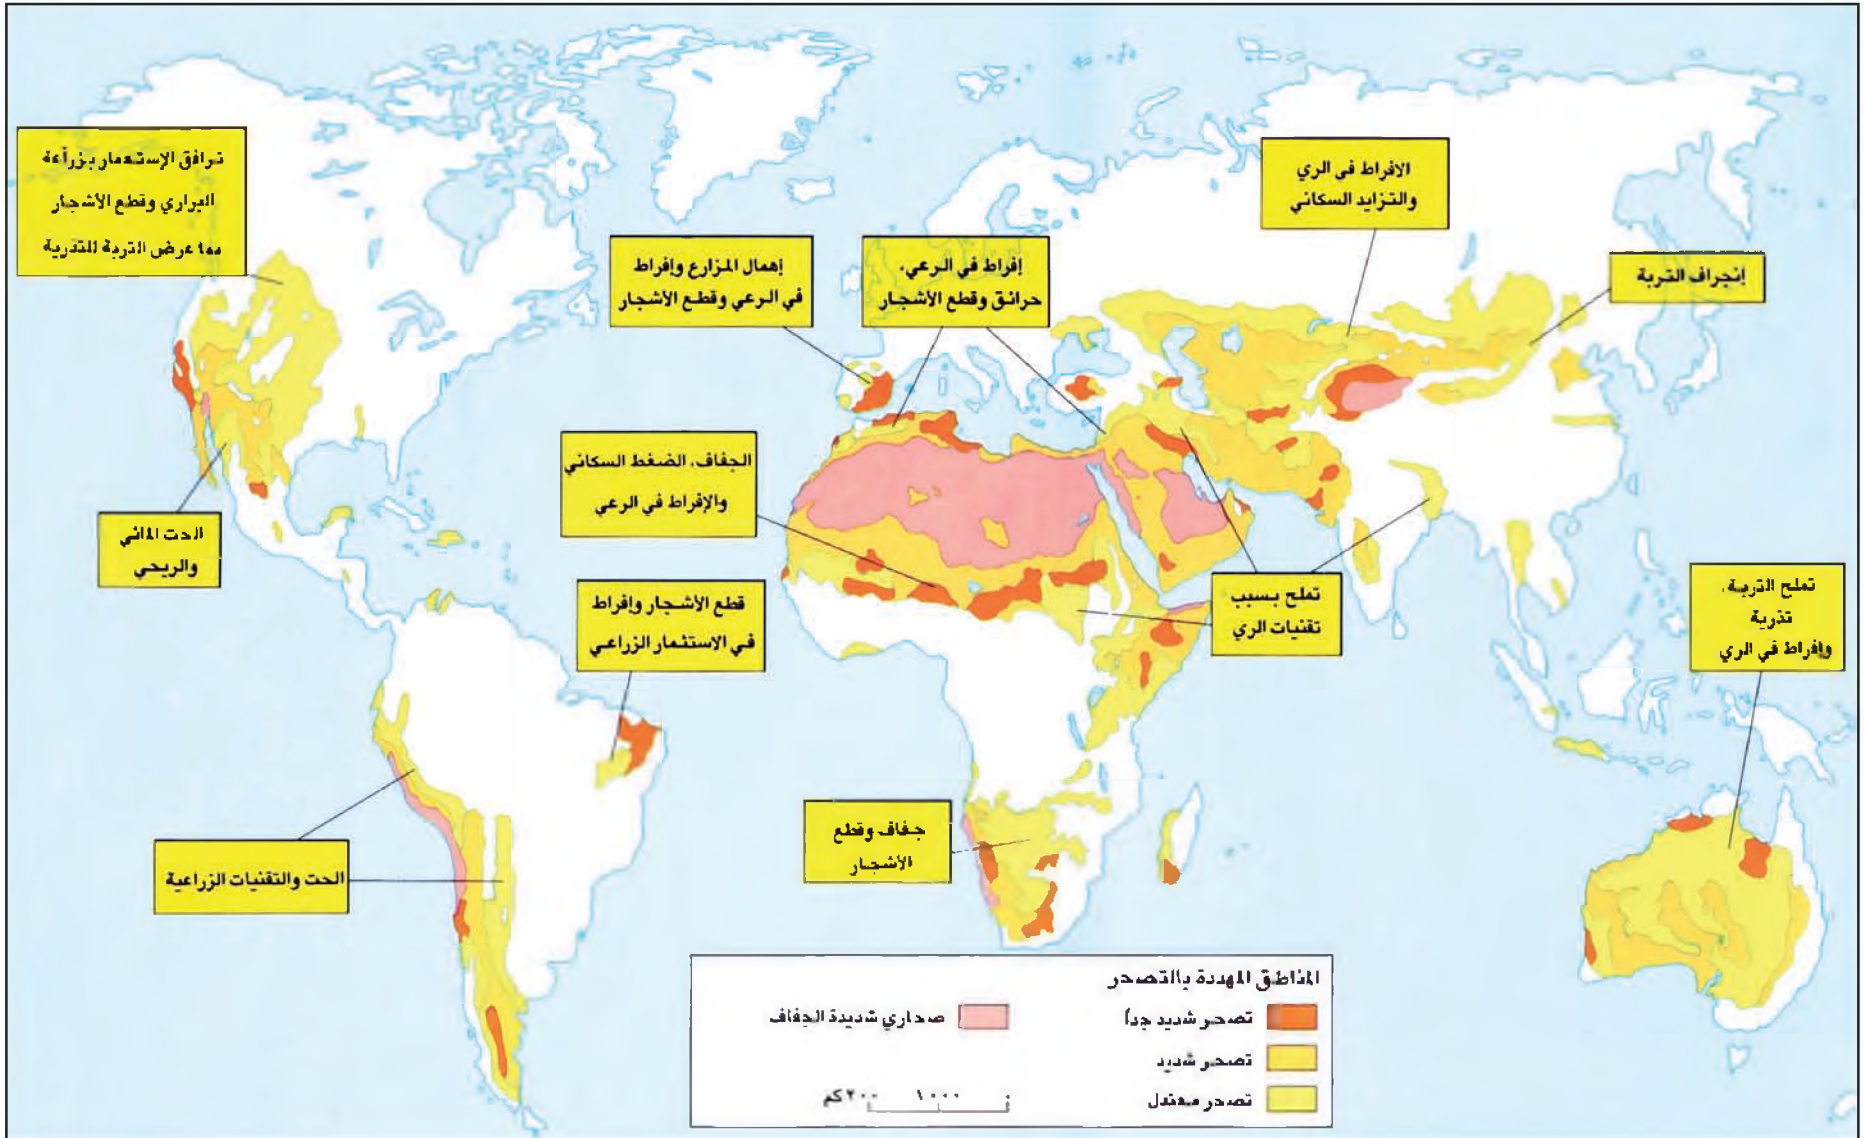 ترافق الإستعمار بزراعة
البراري وقطع الأشجار
مما عرض التربة للتذرية
الافراط في الري
والتزايد السكاني
إهمال المزارع وإفراط
في الرعي وقطع الأشجار
إفراط في الرعي،
حرائق وقطع الأشجار
إنجراف التربة
الجفاف، الضغط السكاني
والإفراط في الرعي
الحت المائي
والريحي
قطع الأشجار وإفراط
في الاستثمار الزراعي
تملح بسبب
تقنيات الري
تملح التربة،
تذرية
وإفراط في الري
جفاف وقطع
الأشجار
الحت والتقنيات الزراعية
المناطق المهددة بالتصحر
تصحر شديد جداً
صحاري شديدة الجفاف
تصحر شديد
تصحر معتدل
١٠٠٠